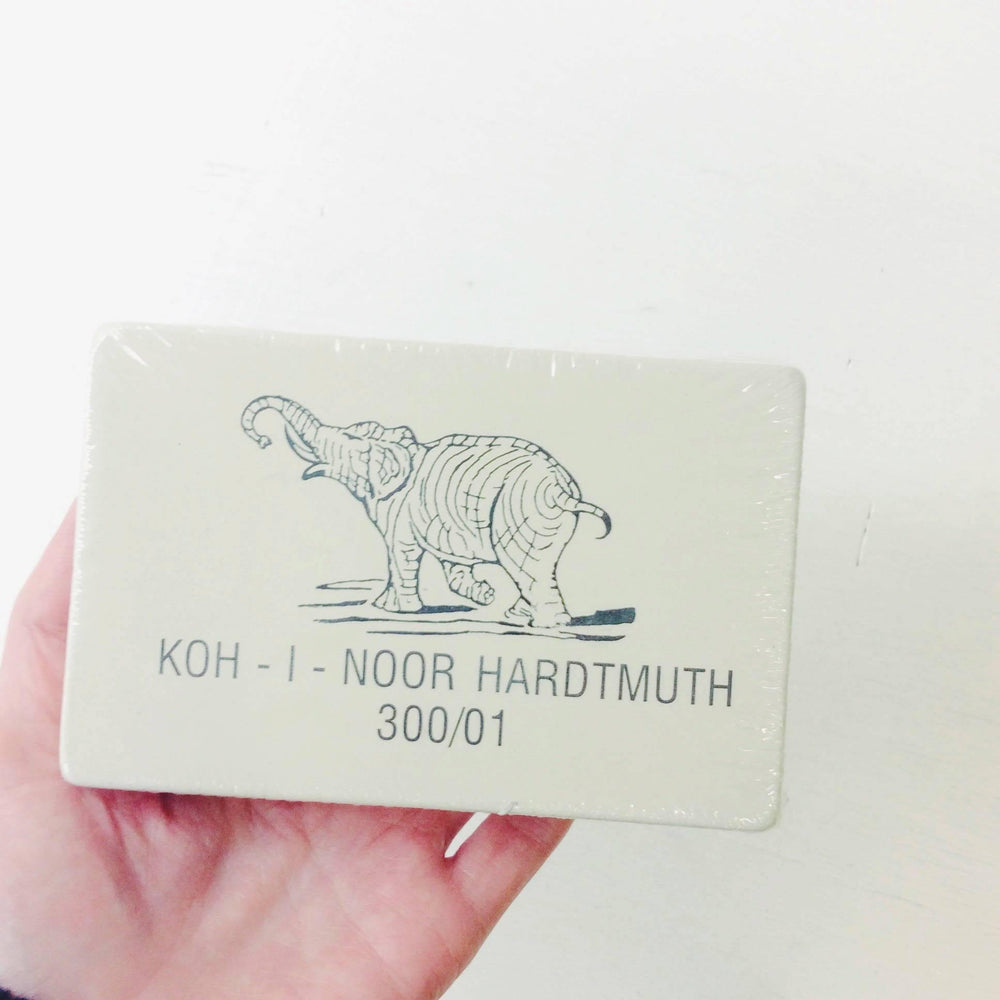 KOH - I - NOOR HARDTMUTH
300/01